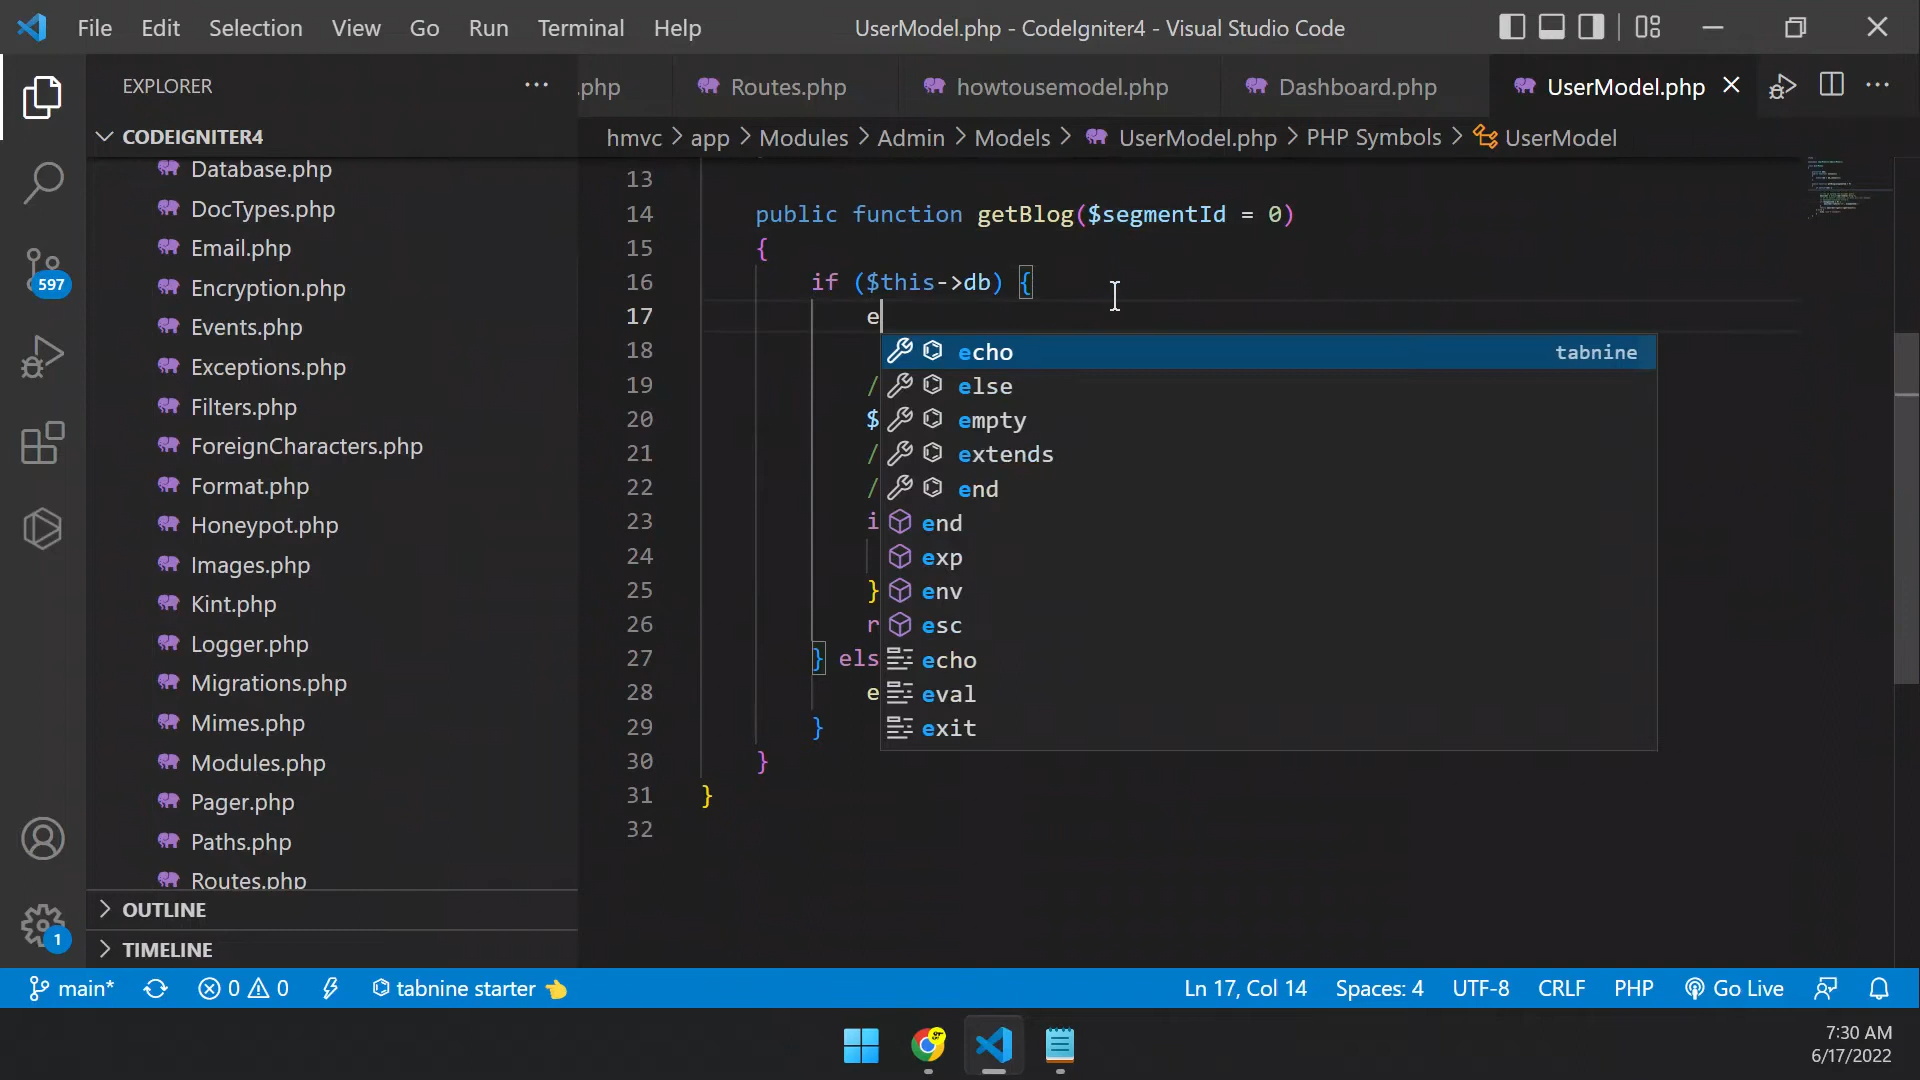 File Edit Selection View Go Run Terminal Help
UserModel.php - CodeIgniter4 - Visual Studio Code
EXPLORER
.php
Routes.php
howtousemodel.php
Dashboard.php
UserModel.php
CODEIGNITER4
hmvc > app > Modules > Admin > Models > UserModel.php > PHP Symbols > UserModel
Database.php
DocTypes.php
Email.php
Encryption.php
Events.php
Exceptions.php
Filters.php
ForeignCharacters.php
Format.php
Honeypot.php
Images.php
Kint.php
Logger.php
Migrations.php
Mimes.php
Modules.php
Pager.php
Paths.php
Routes.php
OUTLINE
TIMELINE
597
1
13
14 public function getBlog($segmentId = 0)
15 {
16 if ($this->db) {
17 e
18
19 /
20 $
21 /
22 /
23 i
24
25 }
26 r
27 } els
28 e
29 }
30 }
31 }
32
echo tabnine
else
empty
extends
end
end
exp
env
esc
echo
eval
exit
main* 0 0 tabnine starter Ln 17, Col 14 Spaces: 4 UTF-8 CRLF PHP Go Live
7:30 AM
6/17/2022